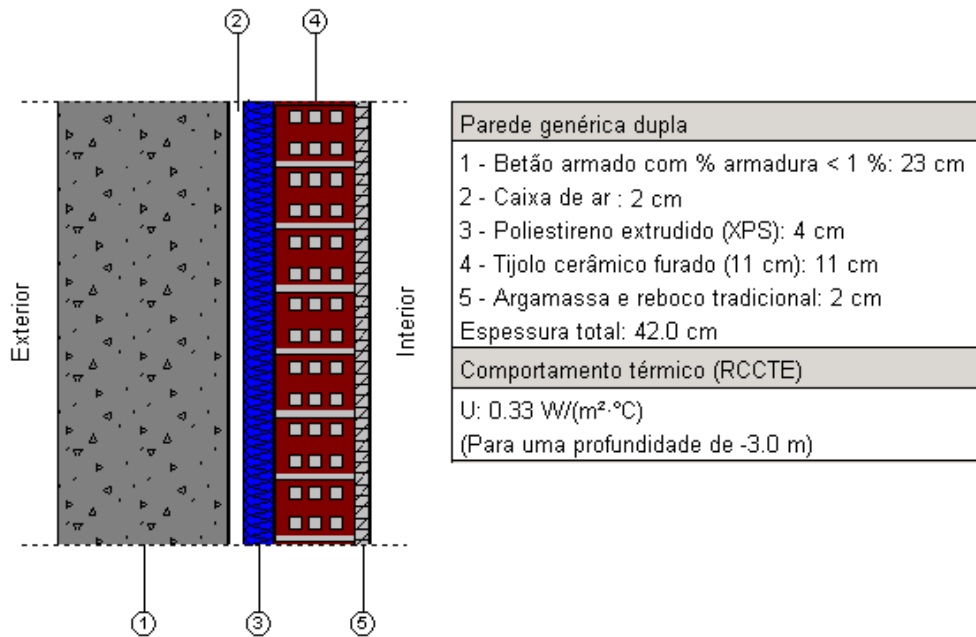 2
4
Exterior
Interior
1
3
5
Parede genérica dupla
1 - Betão armado com % armadura < 1 %: 23 cm
2 - Caixa de ar : 2 cm
3 - Poliestireno extrudido (XPS): 4 cm
4 - Tijolo cerâmico furado (11 cm): 11 cm
5 - Argamassa e reboco tradicional: 2 cm
Espessura total: 42.0 cm
Comportamento térmico (RCCTE)
U: 0.33 W/(m²·°C)
(Para uma profundidade de -3.0 m)